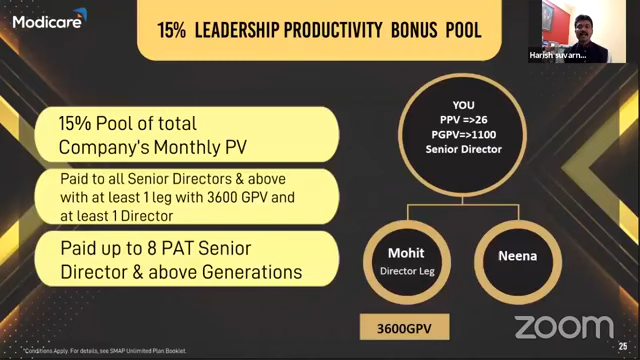 Modicare
15% LEADERSHIP PRODUCTIVITY BONUS POOL
Harish suvarn...
15% Pool of total
Company's Monthly PV
Paid to all Senior Directors & above
with at least 1 leg with 3600 GPV and
at least 1 Director
Paid up to 8 PAT Senior
Director & above Generations
YOU
PPV =>26
PGPV=>1100
Senior Director
Mohit
Director Leg
Neena
3600GPV
zoom
*Conditions Apply. For details, see SMAP Unlimited Plan Booklet.
25